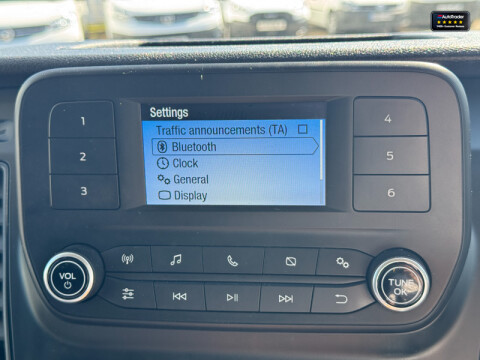 AutoTrader
Settings
Traffic announcements (TA)
Bluetooth
Clock
General
Display
1
2
3
4
5
6
VOL
TUNE
OK